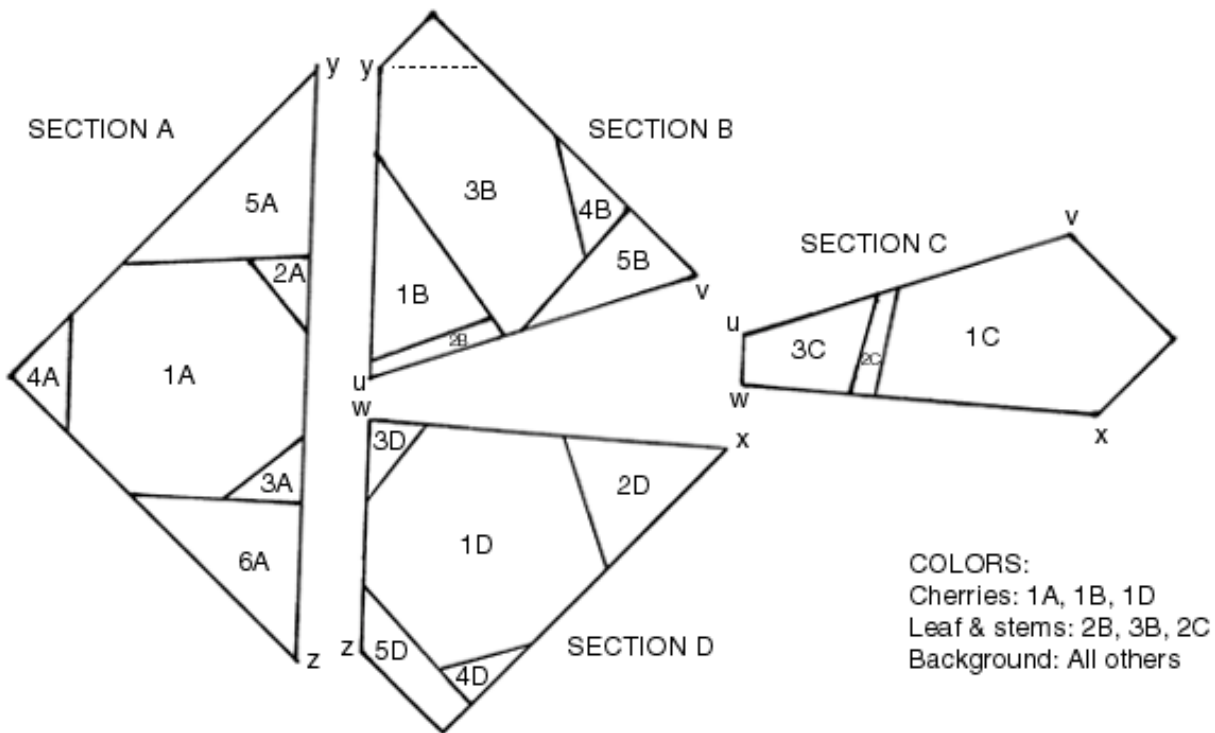 SECTION A
y
5A
2A
4A
1A
3A
6A
z
y
SECTION B
3B
4B
5B
1B
2B
v
u
SECTION C
v
u
3C
2C
1C
w
x
w
x
3D
2D
1D
z
5D
4D
SECTION D
COLORS:
Cherries: 1A, 1B, 1D
Leaf & stems: 2B, 3B, 2C
Background: All others